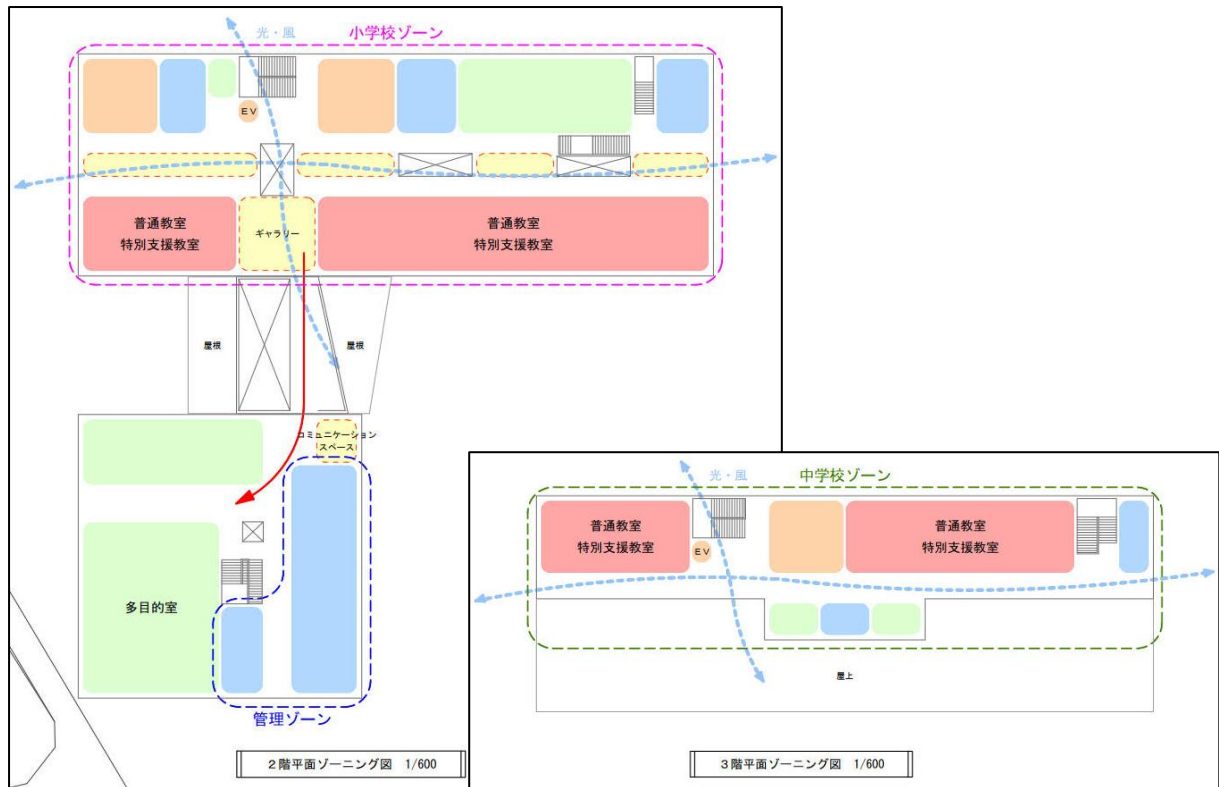 光・風
小学校ゾーン
EV
普通教室
特別支援教室
ギャラリー
普通教室
特別支援教室
屋根
屋根
コミュニケーション
スペース
多目的室
管理ゾーン
2階平面ゾーニング図 1/600
光・風
中学校ゾーン
普通教室
特別支援教室
EV
普通教室
特別支援教室
屋上
3階平面ゾーニング図 1/600